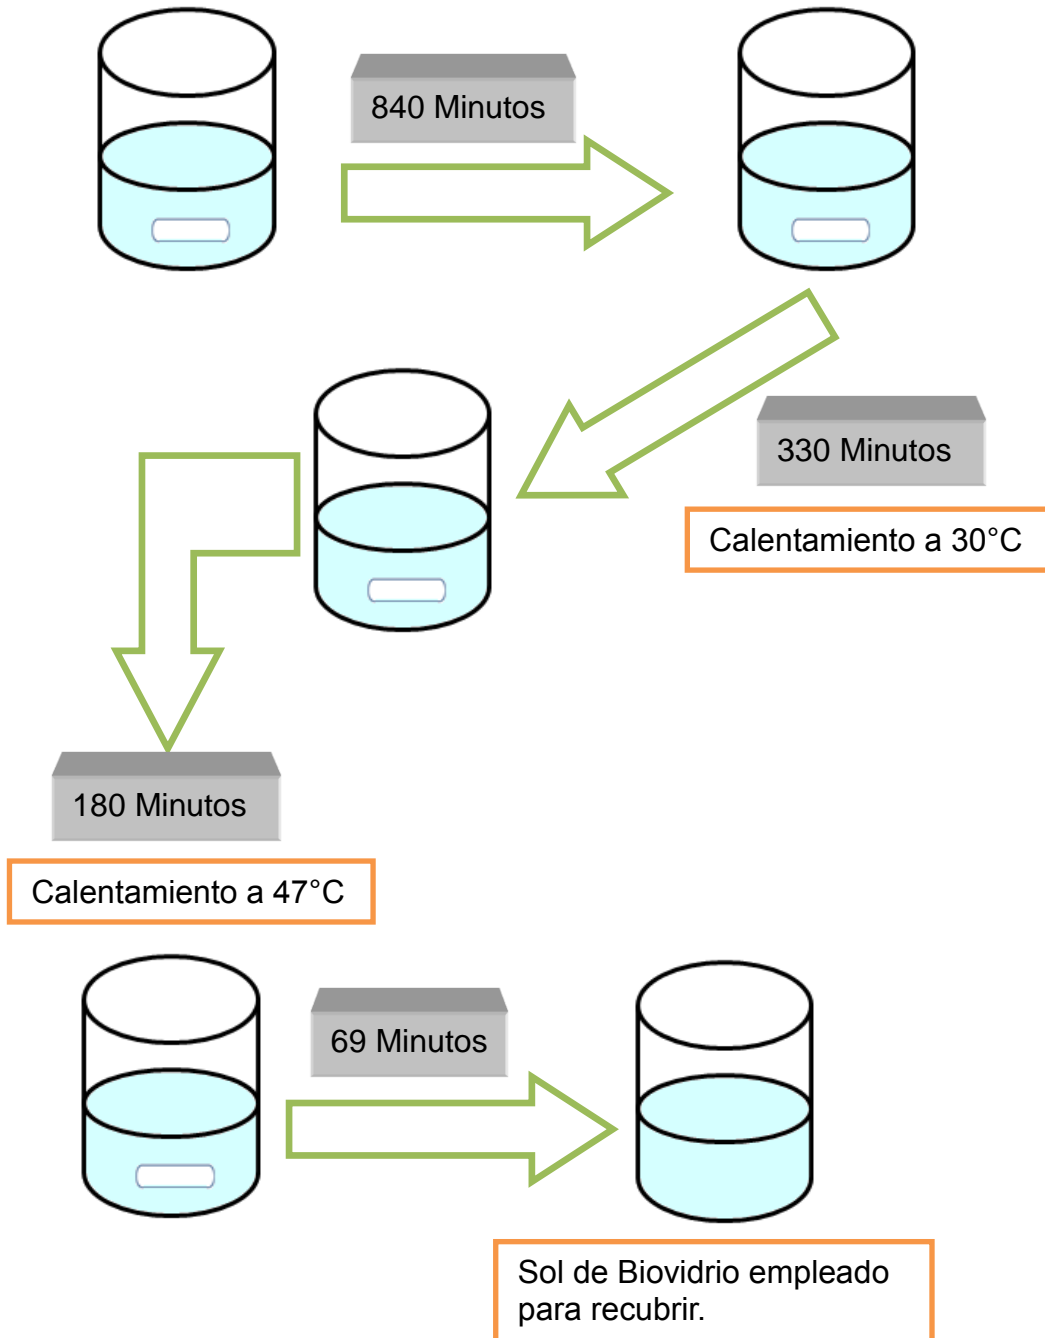 840 Minutos
330 Minutos
Calentamiento a 30°C
180 Minutos
Calentamiento a 47°C
69 Minutos
Sol de Biovidrio empleado
para recubrir.